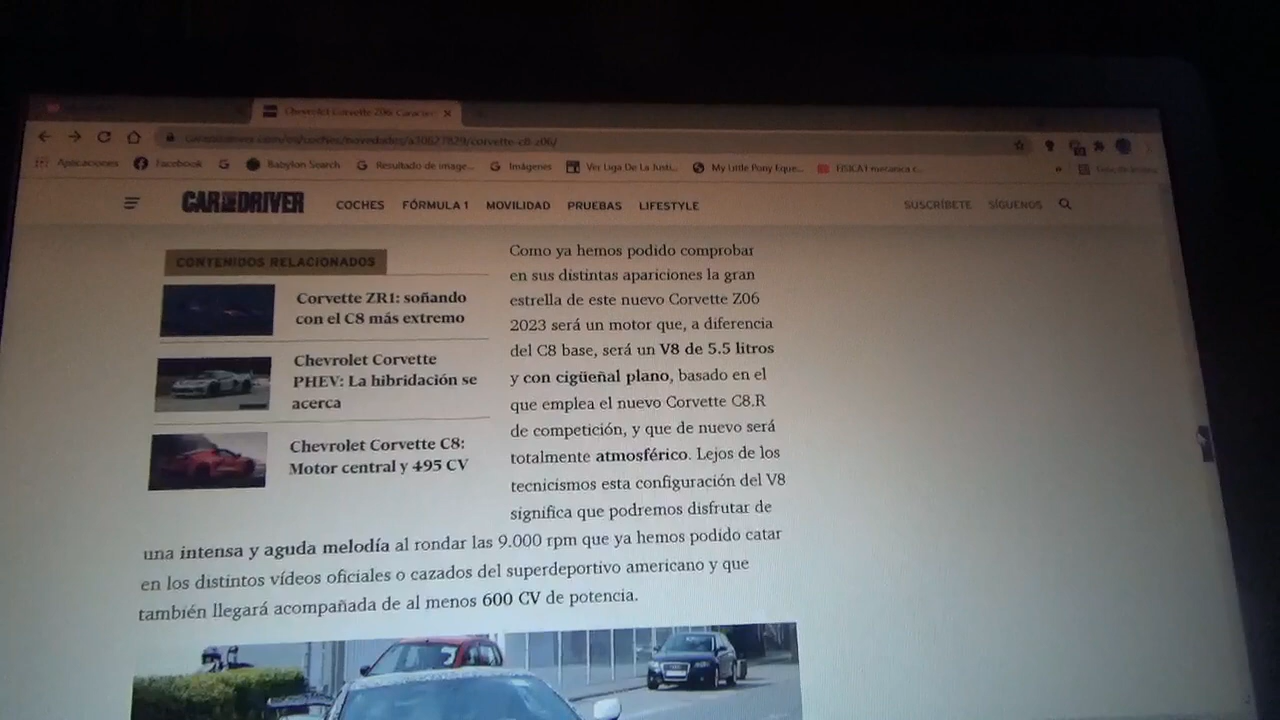 Chevrolet Corvette Z06: Caract
corvette-c8-z06/
Aplicaciones Facebook Babylon Search Resultado de image... Imágenes Ver Liga De La Justi... My Little Pony Eque... FÍSICA I mecanica c...
CAR AND DRIVER COCHES FÓRMULA 1 MOVILIDAD PRUEBAS LIFESTYLE SUSCRÍBETE SÍGUENOS
CONTENIDOS RELACIONADOS
Corvette ZR1: soñando
con el C8 más extremo
Chevrolet Corvette
PHEV: La hibridación se
acerca
Chevrolet Corvette C8:
Motor central y 495 CV
Como ya hemos podido comprobar
en sus distintas apariciones la gran
estrella de este nuevo Corvette Z06
2023 será un motor que, a diferencia
del C8 base, será un V8 de 5.5 litros
y con cigüeñal plano, basado en el
que emplea el nuevo Corvette C8.R
de competición, y que de nuevo será
totalmente atmosférico. Lejos de los
tecnicismos esta configuración del V8
significa que podremos disfrutar de
una intensa y aguda melodía al rondar las 9.000 rpm que ya hemos podido catar
en los distintos vídeos oficiales o cazados del superdeportivo americano y que
también llegará acompañada de al menos 600 CV de potencia.